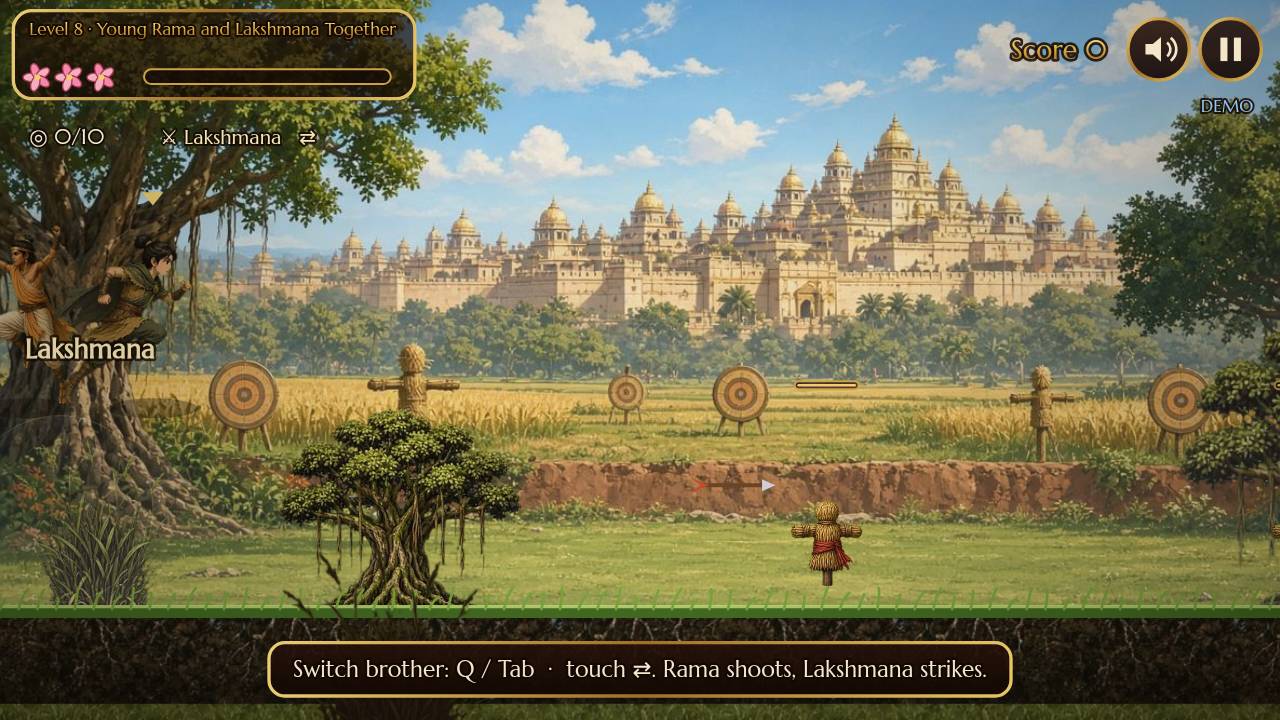 Level 8 · Young Rama and Lakshmana Together
Score 0
DEMO
◎ 0/10
⚔ Lakshmana ⇄
Lakshmana
Switch brother: Q / Tab · touch ⇄. Rama shoots, Lakshmana strikes.